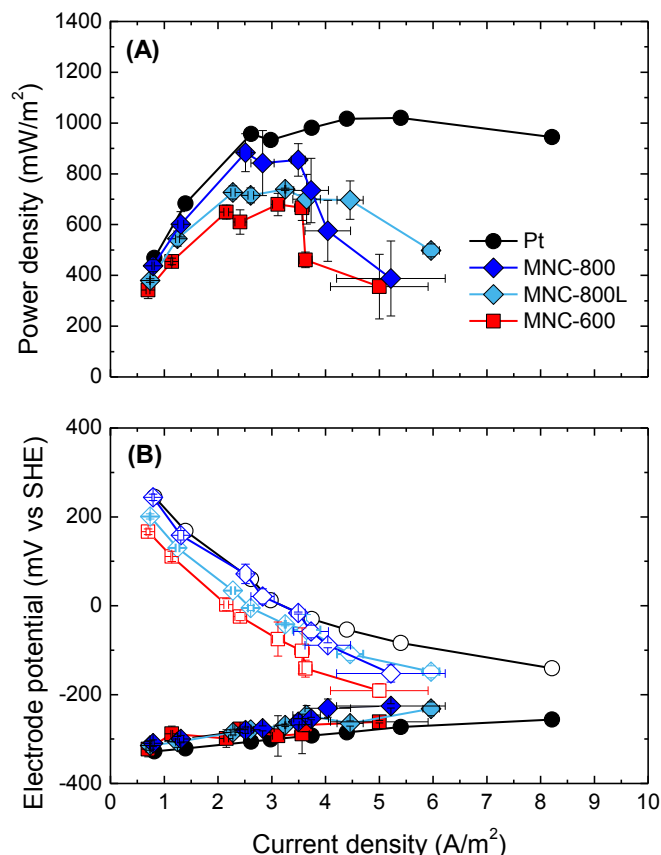 (A)
1400
1200
1000
800
600
400
200
0
Power density (mW/m²)
Pt
MNC-800
MNC-800L
MNC-600
(B)
400
200
0
-200
-400
Electrode potential (mV vs SHE)
0 1 2 3 4 5 6 7 8 9 10
Current density (A/m²)